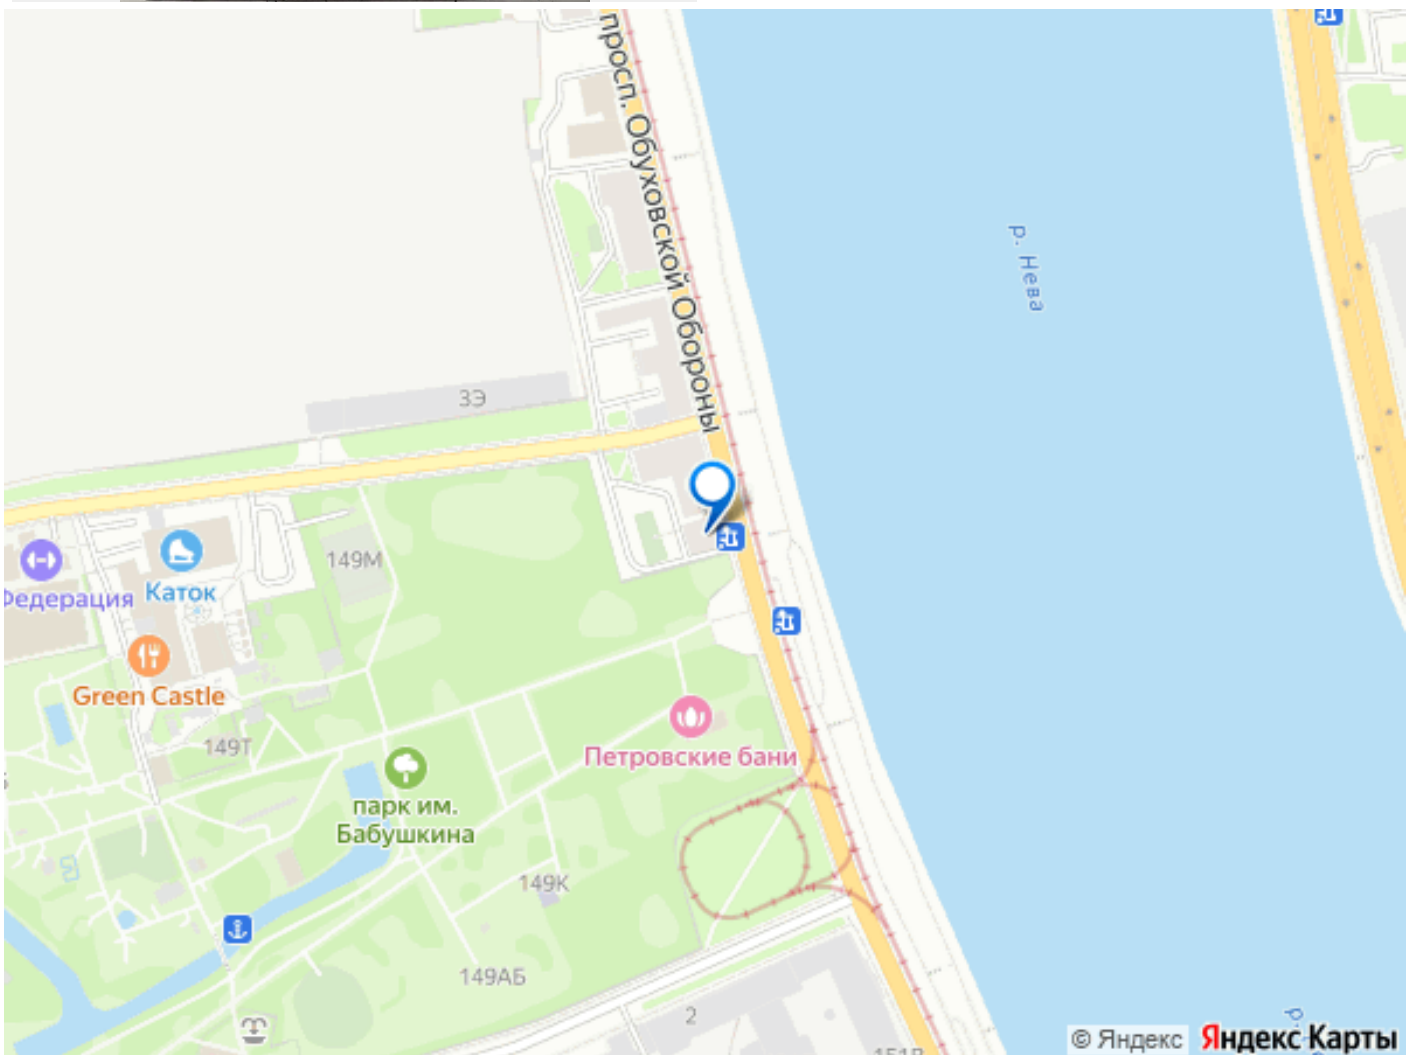 просп. Обуховской Обороны
р. Нева
3Э
149М
Федерация
Каток
Green Castle
149Т
Петровские бани
парк им.
Бабушкина
149К
149АБ
2
© Яндекс
Яндекс Карты